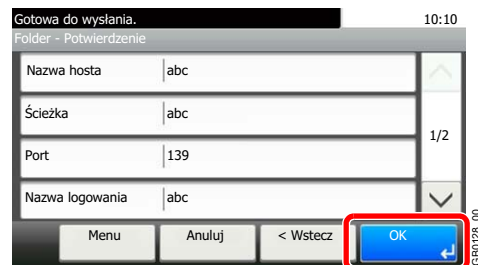 Gotowa do wysłania. 10:10
Folder - Potwierdzenie
Nazwa hosta abc
Ścieżka abc
Port 139
Nazwa logowania abc
1/2
Menu Anuluj < Wstecz OK
GB0128_00